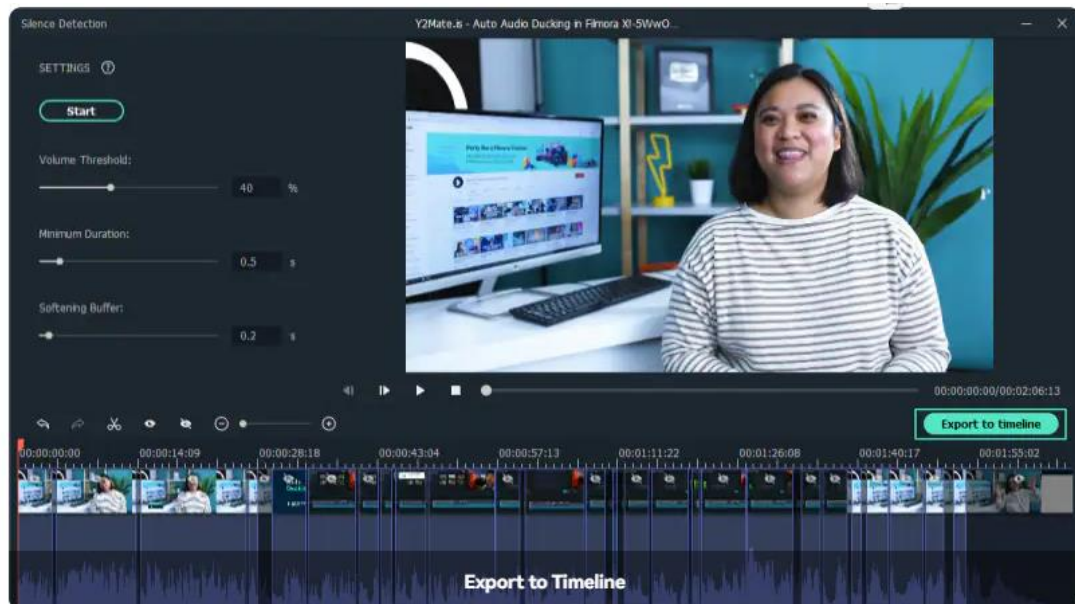 Silence Detection
Y2Mate.is - Auto Audio Ducking in Filmora X!-5WwO...
SETTINGS
Start
Volume Threshold:
40 %
Minimum Duration:
0.5 s
Softening Buffer:
0.2 s
00:00:00:00/00:02:06:13
Export to timeline
00:00:00:00 00:00:14:09 00:00:28:18 00:00:43:04 00:00:57:13 00:01:11:22 00:01:26:08 00:01:40:17 00:01:55:02
Export to Timeline